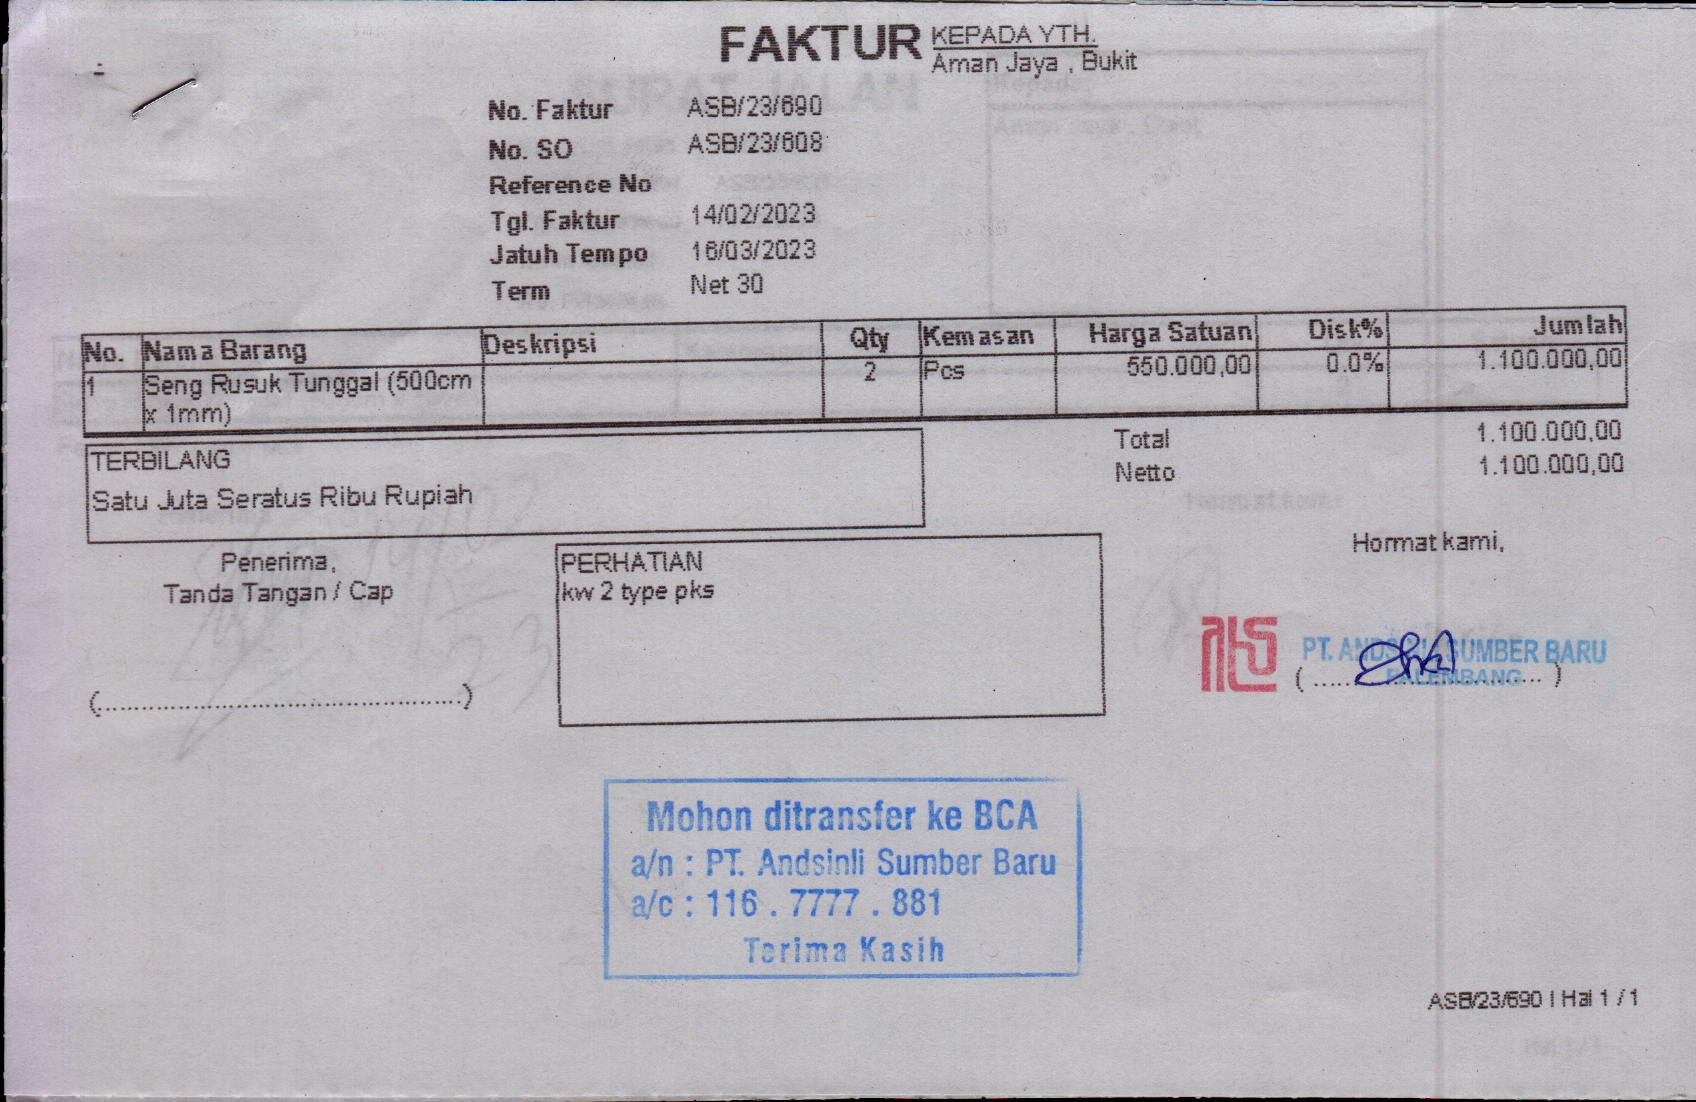 FAKTUR
KEPADA YTH.
Aman Jaya , Bukit
No. Faktur ASB/23/690
No. SO ASB/23/608
Reference No
Tgl. Faktur 14/02/2023
Jatuh Tempo 16/03/2023
Term Net 30
No. Nama Barang Deskripsi Qty Kemasan Harga Satuan Disk% Jumlah
1 Seng Rusuk Tunggal (500cm 2 Pcs 550.000,00 0.0% 1.100.000,00
x 1mm)
Total 1.100.000,00
Netto 1.100.000,00
TERBILANG
Satu Juta Seratus Ribu Rupiah
Penerima,
Tanda Tangan / Cap
(............................................)
PERHATIAN
kw 2 type pks
Hormat kami,
PT. ANDSINLI SUMBER BARU
PALEMBANG
Mohon ditransfer ke BCA
a/n : PT. Andsinli Sumber Baru
a/c : 116 . 7777 . 881
Terima Kasih
ASB/23/690 | Hal 1 / 1